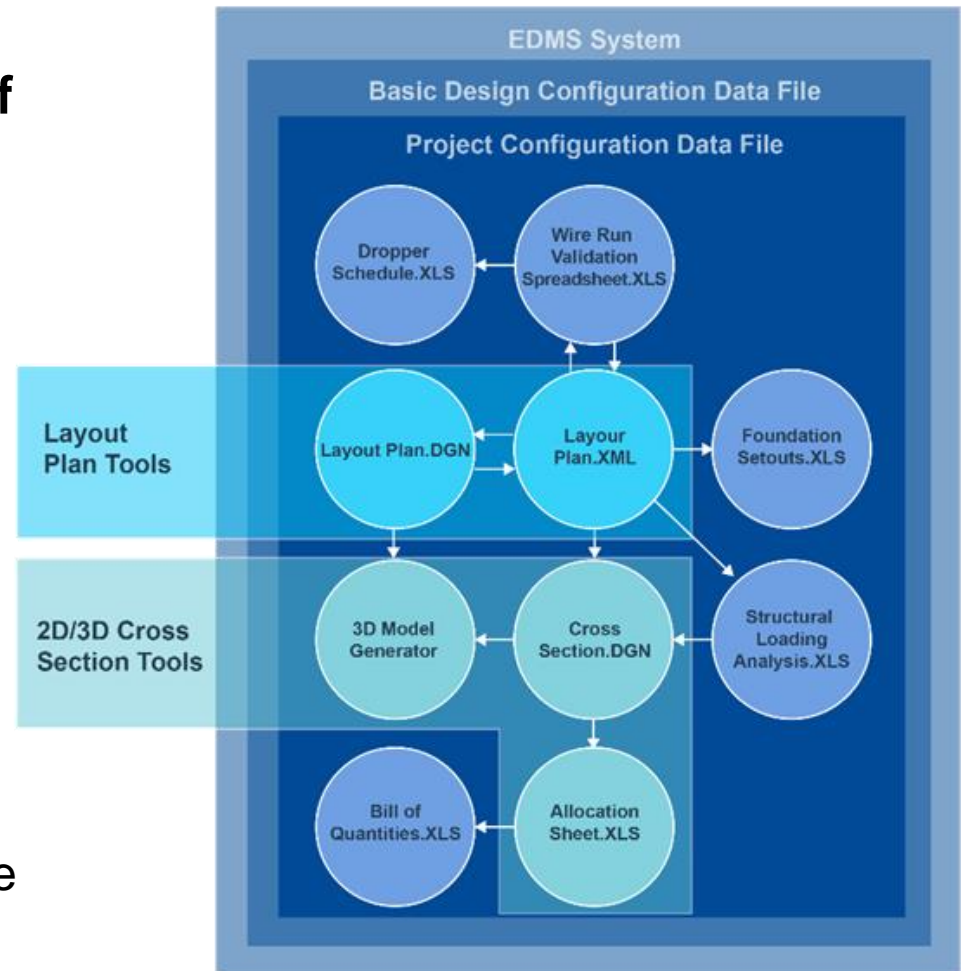 EDMS System
f
Basic Design Configuration Data File
Project Configuration Data File
Dropper
Schedule.XLS
Wire Run
Validation
Spreadsheet.XLS
Layout
Plan Tools
Layout Plan.DGN
Layour
Plan.XML
Foundation
Setouts.XLS
2D/3D Cross
Section Tools
3D Model
Generator
Cross
Section.DGN
Structural
Loading
Analysis.XLS
Bill of
Quantities.XLS
Allocation
Sheet.XLS
e